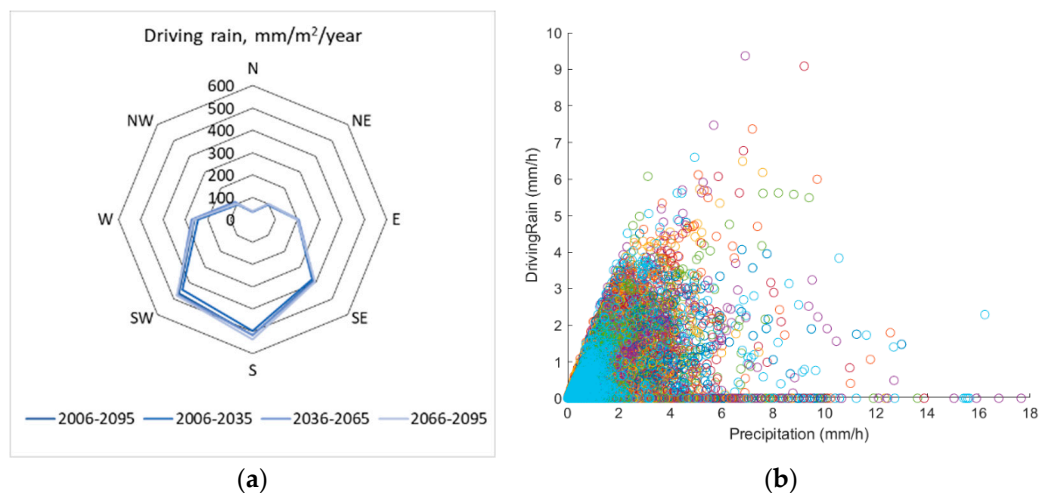 Driving rain, mm/m²/year
N
NE
E
SE
S
SW
W
NW
600
500
400
300
200
100
0
2006-2095 2006-2035 2036-2065 2066-2095
(a)
10
9
8
7
6
5
4
3
2
1
0
DrivingRain (mm/h)
0 2 4 6 8 10 12 14 16 18
Precipitation (mm/h)
(b)